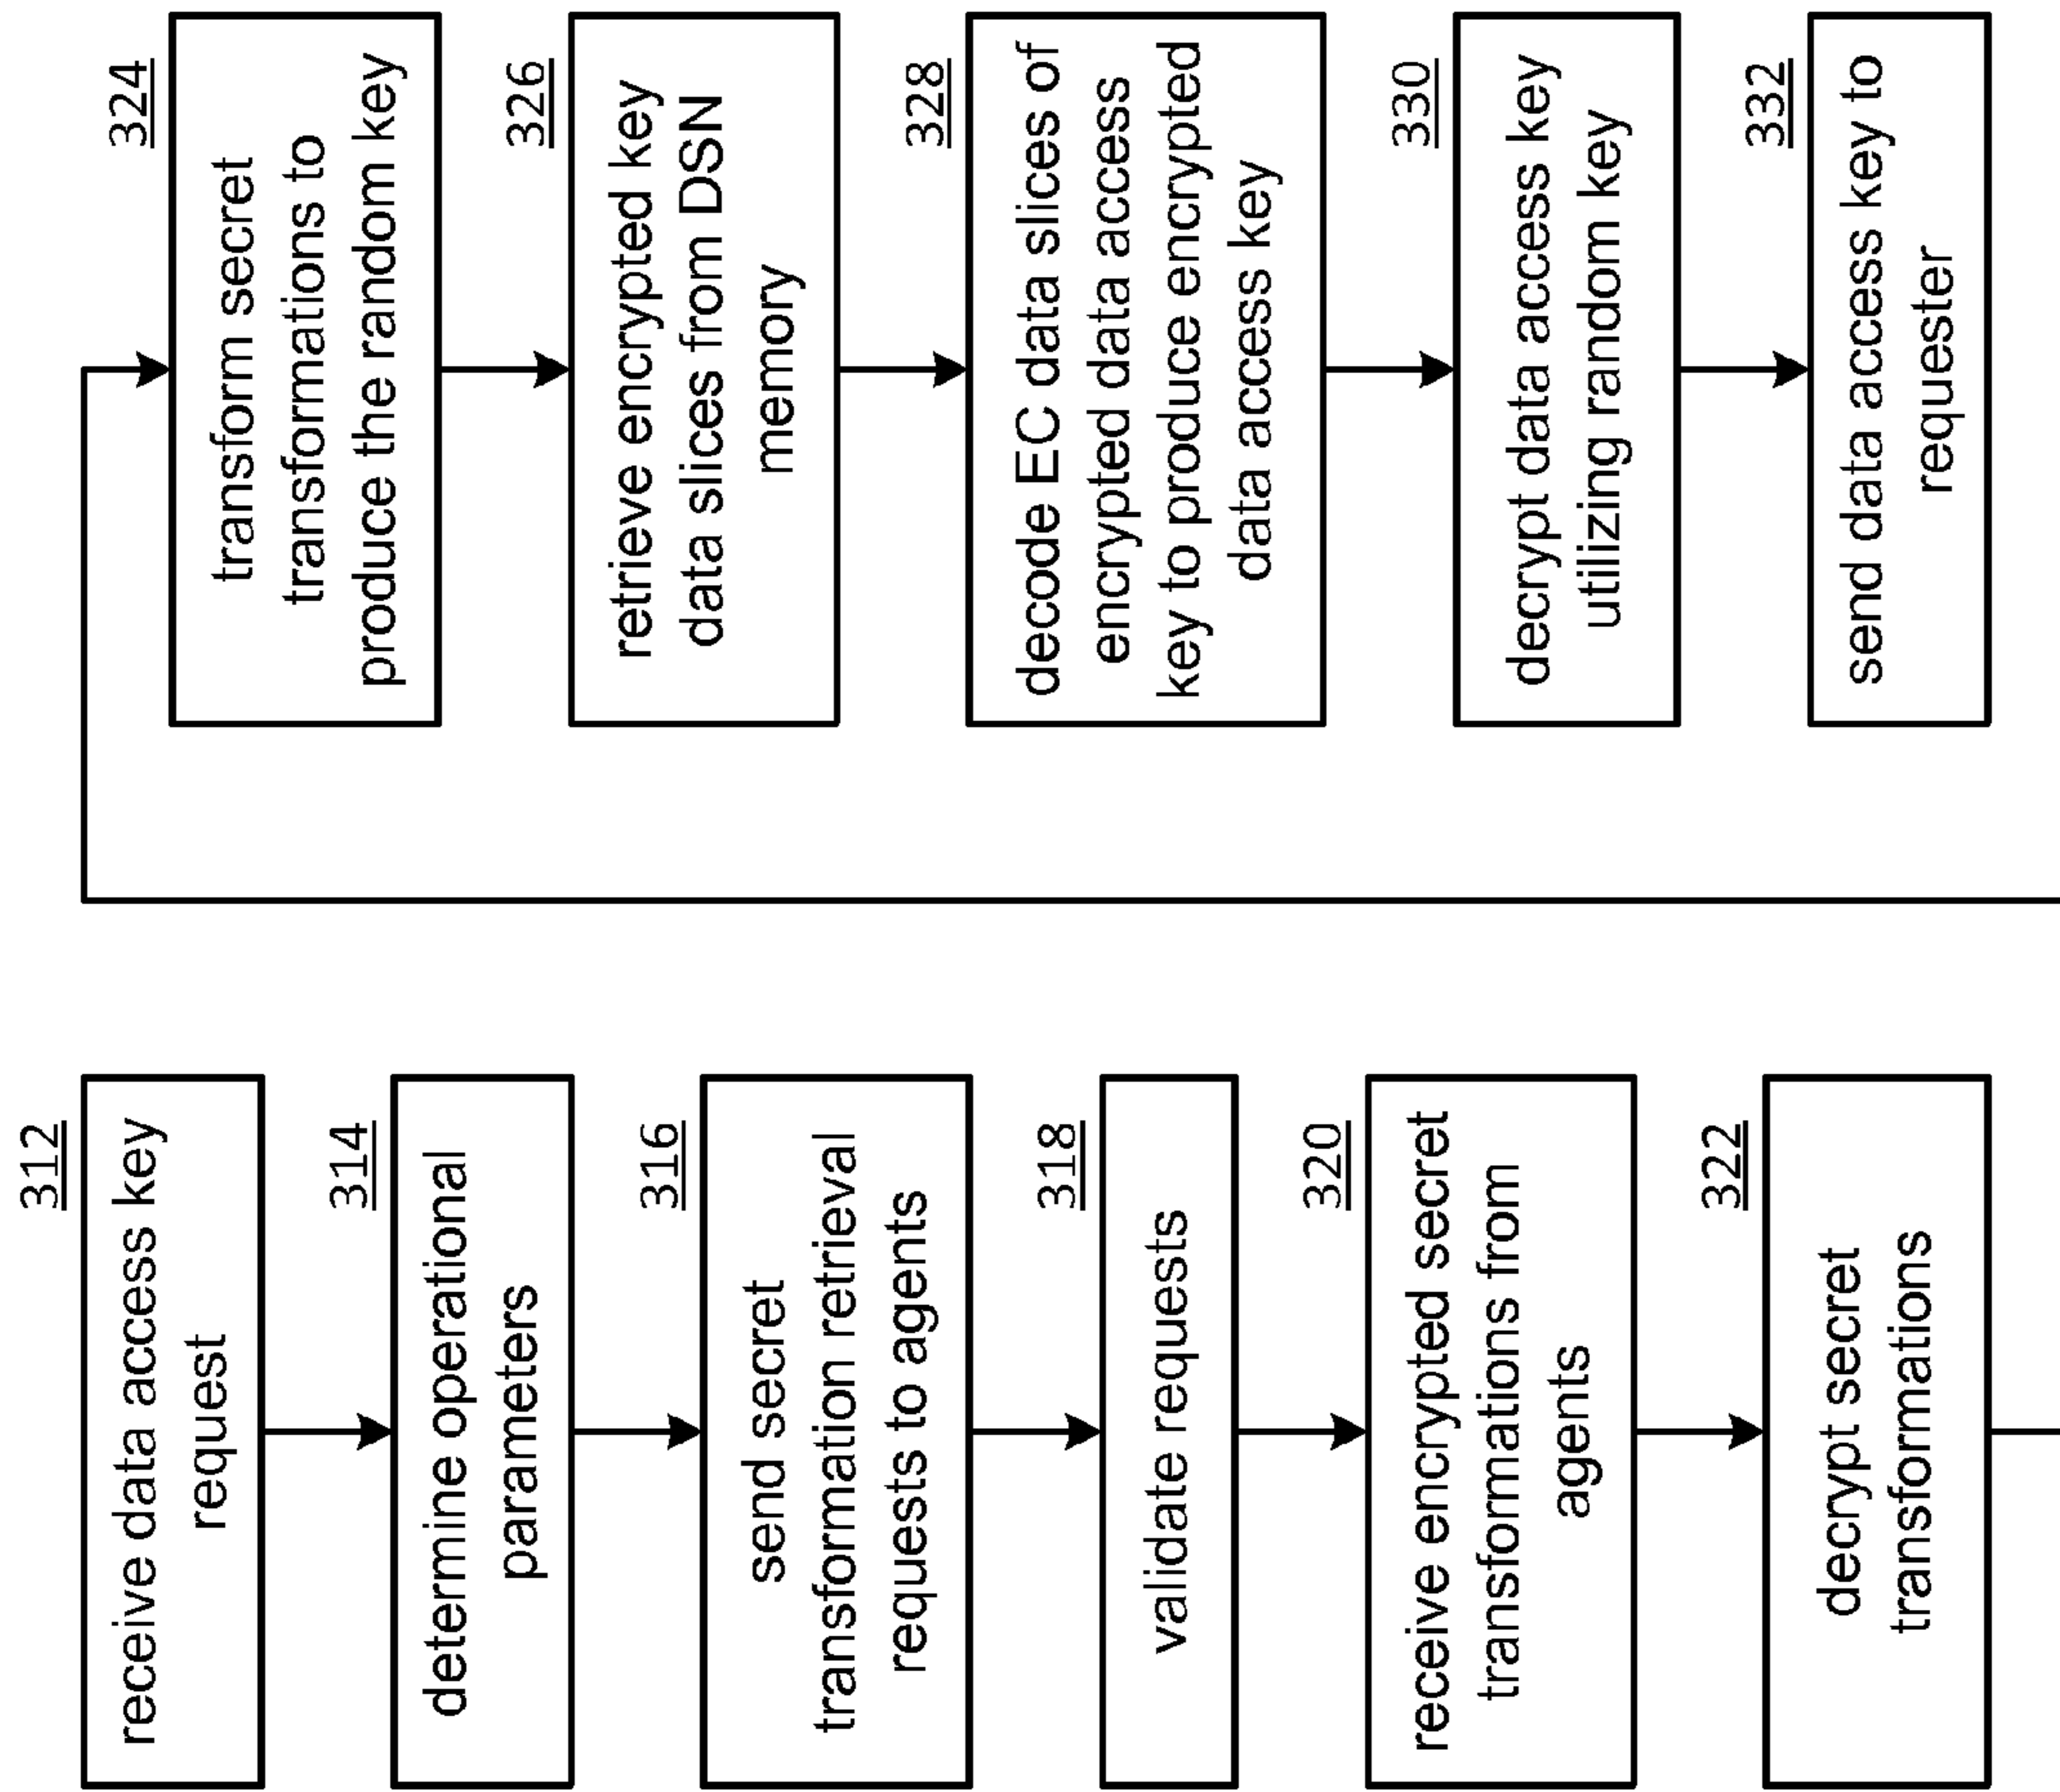 312
receive data access key
request
314
determine operational
parameters
316
send secret
transformation retrieval
requests to agents
318
validate requests
320
receive encrypted secret
transformations from
agents
322
decrypt secret
transformations
324
transform secret
transformations to
produce the random key
326
retrieve encrypted key
data slices from DSN
memory
328
decode EC data slices of
encrypted data access
key to produce encrypted
data access key
330
decrypt data access key
utilizing random key
332
send data access key to
requester